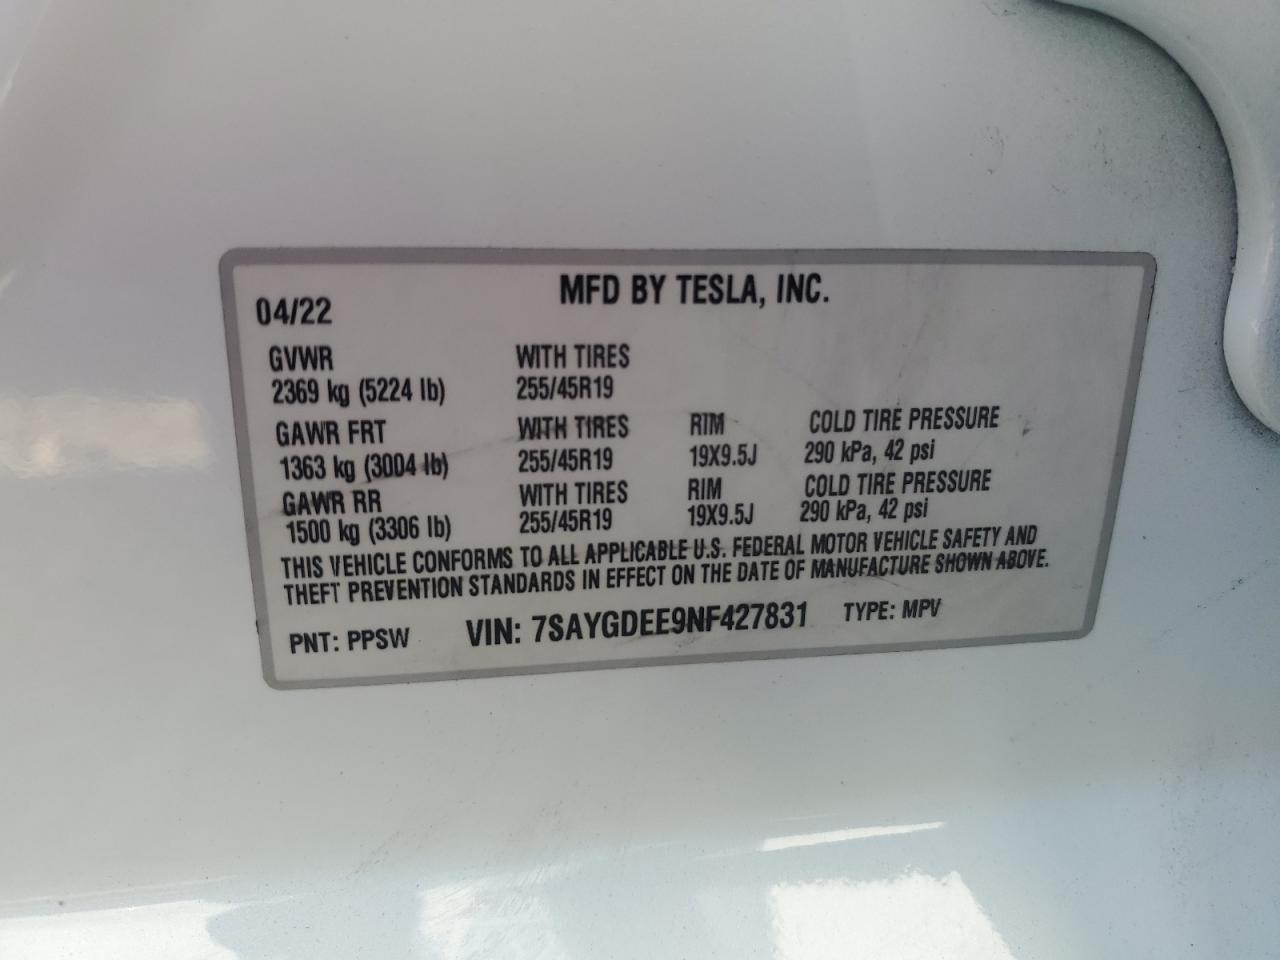 MFD BY TESLA, INC.
04/22
GVWR WITH TIRES
2369 kg (5224 lb) 255/45R19
GAWR FRT WITH TIRES RIM COLD TIRE PRESSURE
1363 kg (3004 lb) 255/45R19 19X9.5J 290 kPa, 42 psi
GAWR RR WITH TIRES RIM COLD TIRE PRESSURE
1500 kg (3306 lb) 255/45R19 19X9.5J 290 kPa, 42 psi
THIS VEHICLE CONFORMS TO ALL APPLICABLE U.S. FEDERAL MOTOR VEHICLE SAFETY AND
THEFT PREVENTION STANDARDS IN EFFECT ON THE DATE OF MANUFACTURE SHOWN ABOVE.
PNT: PPSW VIN: 7SAYGDEE9NF427831 TYPE: MPV